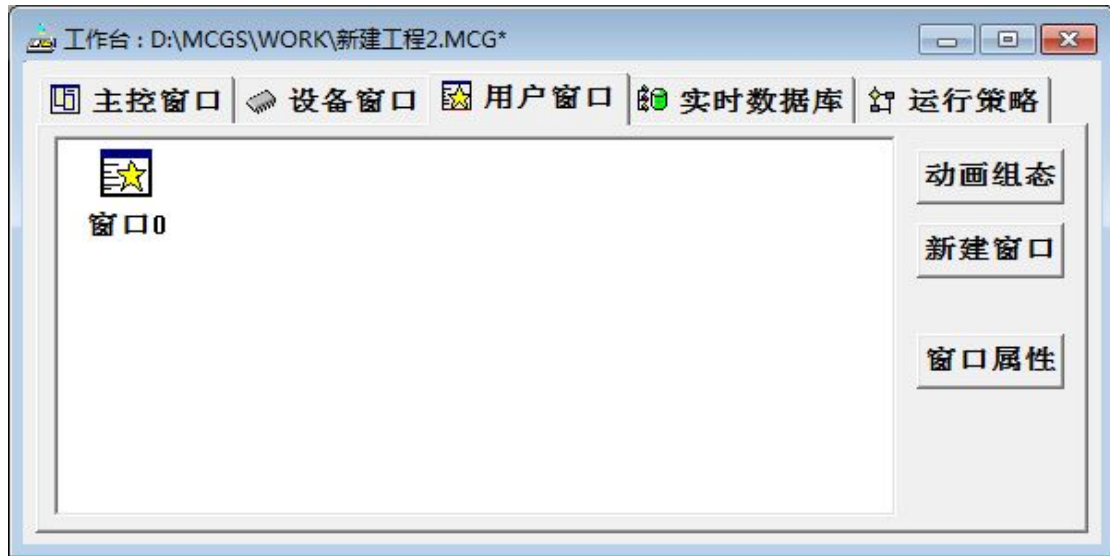 工作台 : D:\MCGS\WORK\新建工程2.MCG*
主控窗口 设备窗口 用户窗口 实时数据库 运行策略
窗口0
动画组态
新建窗口
窗口属性